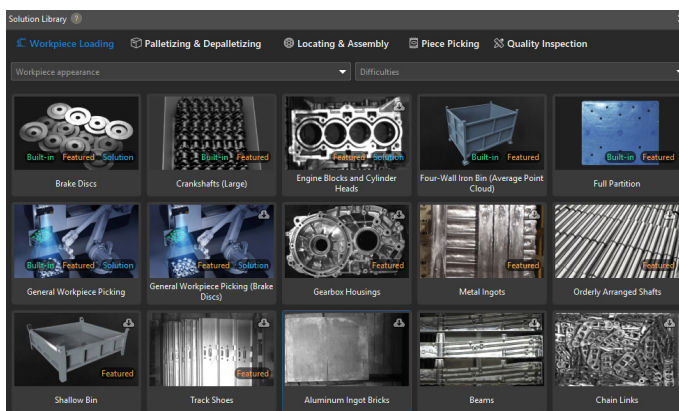 Solution Library ?
Workpiece Loading Palletizing & Depalletizing Locating & Assembly Piece Picking Quality Inspection
Workpiece appearance Difficulties
Built-in Featured Solution
Brake Discs
Built-in Featured
Crankshafts (Large)
Featured Solution
Engine Blocks and Cylinder
Heads
Built-in Featured
Four-Wall Iron Bin (Average Point
Cloud)
Built-in Featured
Full Partition
Built-in Featured Solution
General Workpiece Picking
Built-in Featured Solution
General Workpiece Picking (Brake
Discs)
Featured
Gearbox Housings
Featured
Metal Ingots
Featured
Orderly Arranged Shafts
Featured
Shallow Bin
Featured
Track Shoes
Aluminum Ingot Bricks
Beams
Chain Links